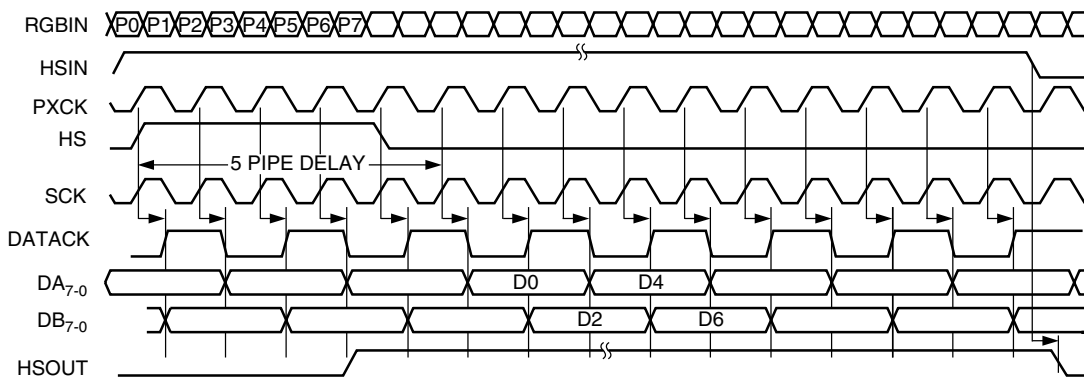 RGBIN P0 P1 P2 P3 P4 P5 P6 P7
HSIN
PXCK
HS
5 PIPE DELAY
SCK
DATACK
DA7-0 D0 D4
DB7-0 D2 D6
HSOUT